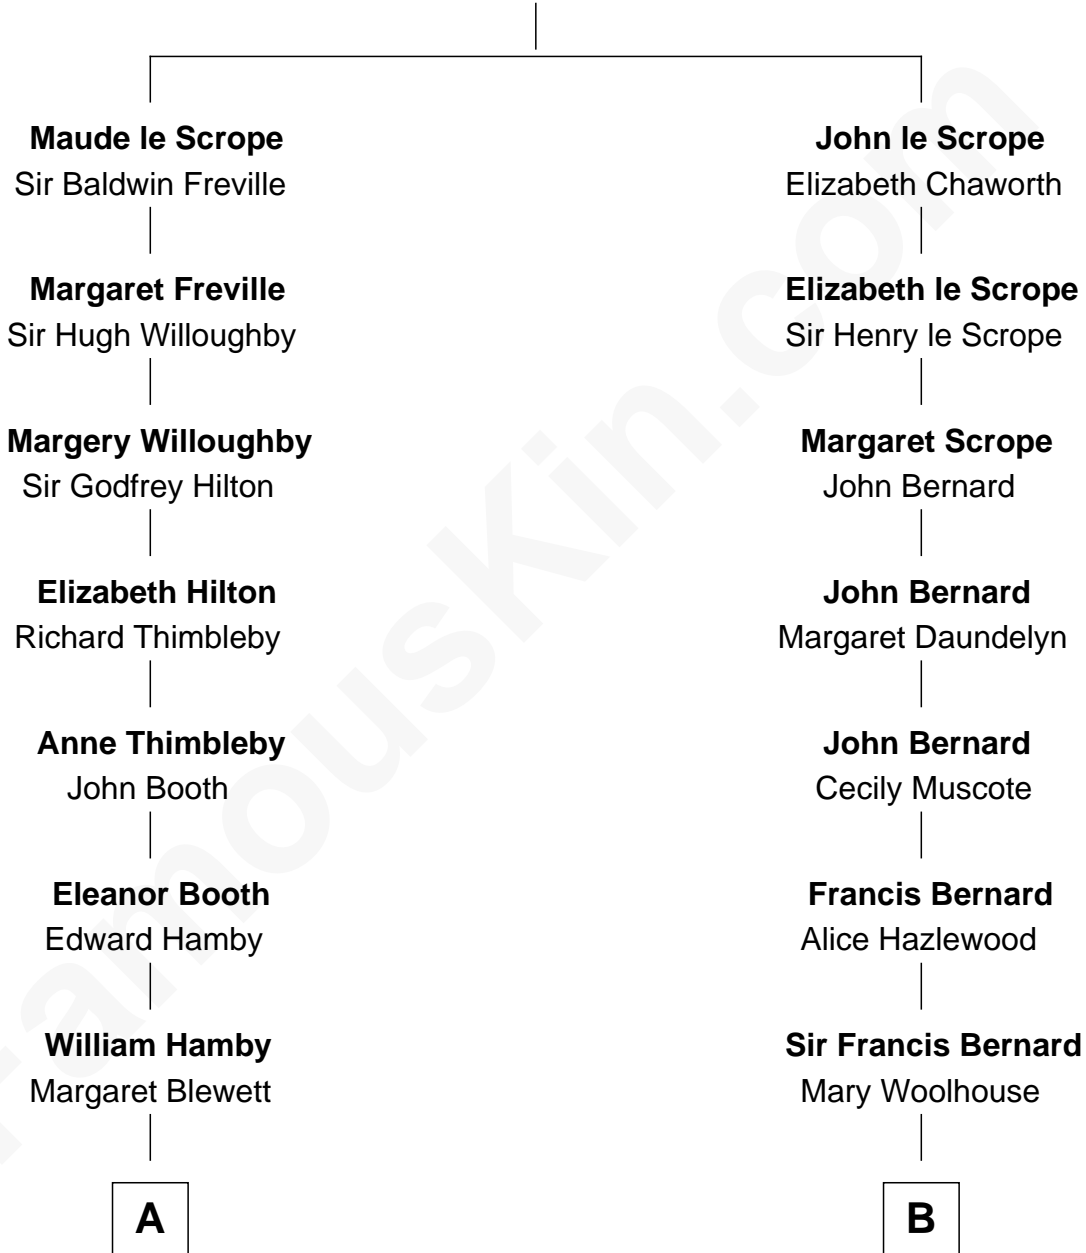 Maude le Scrope
Sir Baldwin Freville
Margaret Freville
Sir Hugh Willoughby
Margery Willoughby
Sir Godfrey Hilton
Elizabeth Hilton
Richard Thimbleby
Anne Thimbleby
John Booth
Eleanor Booth
Edward Hamby
William Hamby
Margaret Blewett
A
John le Scrope
Elizabeth Chaworth
Elizabeth le Scrope
Sir Henry le Scrope
Margaret Scrope
John Bernard
John Bernard
Margaret Daundelyn
John Bernard
Cecily Muscote
Francis Bernard
Alice Hazlewood
Sir Francis Bernard
Mary Woolhouse
B
FamousKin.com